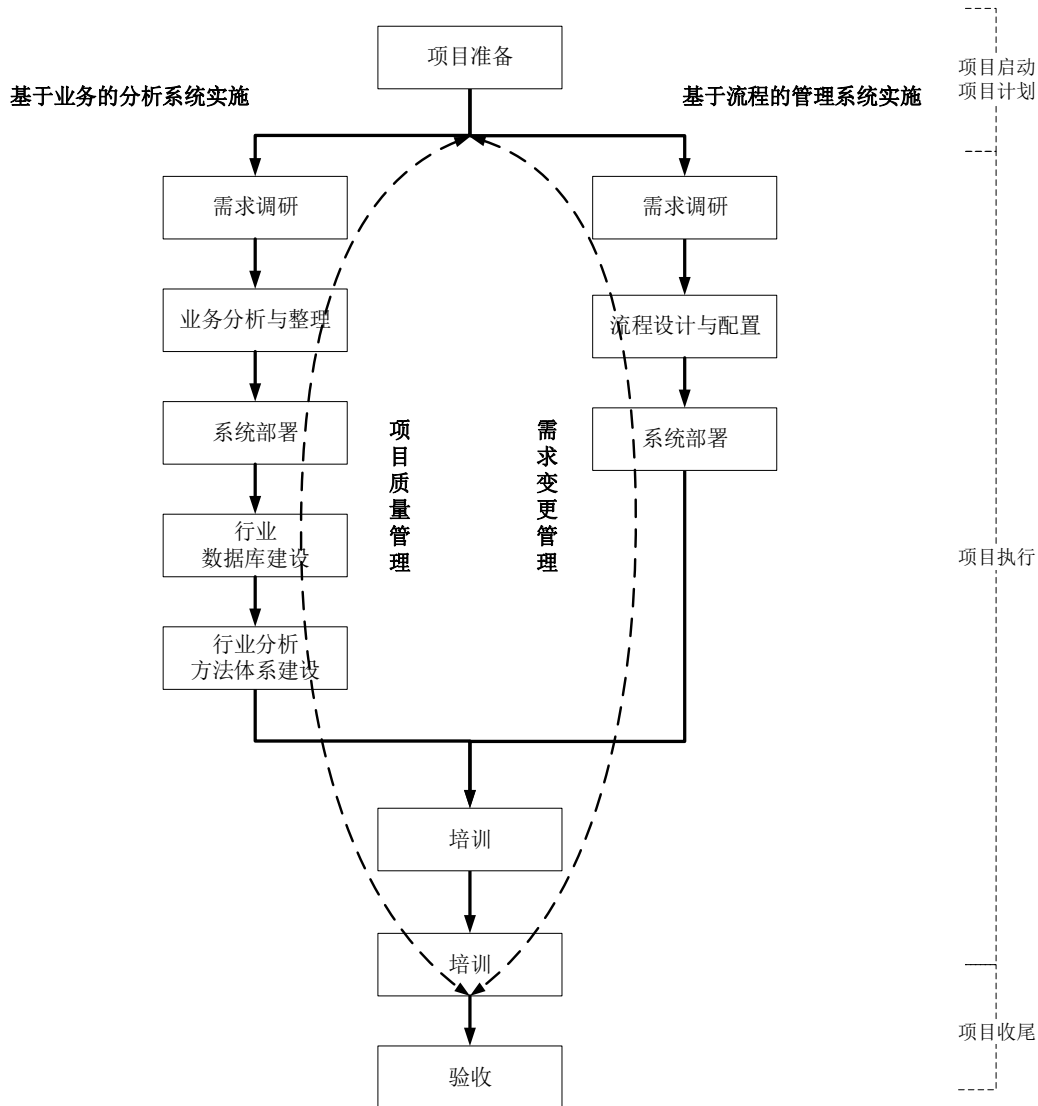 项目准备
项目启动
项目计划
基于业务的分析系统实施
基于流程的管理系统实施
需求调研
需求调研
业务分析与整理
流程设计与配置
系统部署
系统部署
项目质量管理
需求变更管理
行业
数据库建设
项目执行
行业分析
方法体系建设
培训
培训
项目收尾
验收